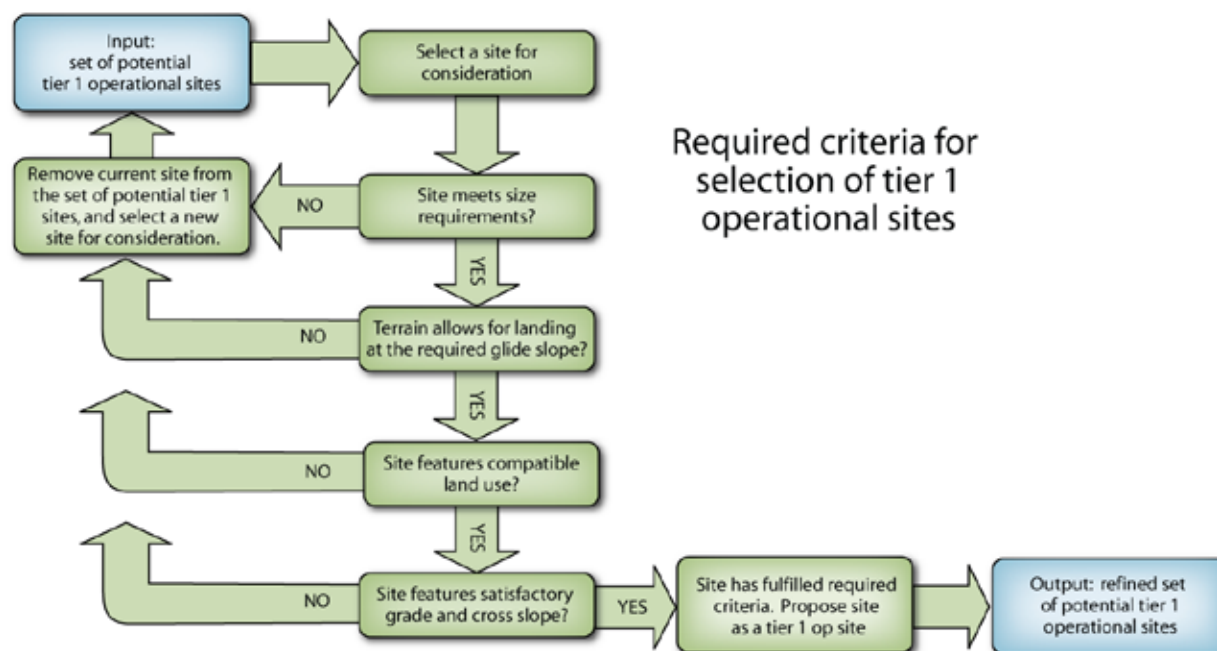 Input:
set of potential
tier 1 operational sites
Select a site for
consideration
Required criteria for
selection of tier 1
operational sites
Remove current site from
the set of potential tier 1
sites, and select a new
site for consideration.
NO
Site meets size
requirements?
YES
NO
Terrain allows for landing
at the required glide slope?
YES
NO
Site features compatible
land use?
YES
NO
Site features satisfactory
grade and cross slope?
YES
Site has fulfilled required
criteria. Propose site
as a tier 1 op site
Output: refined set
of potential tier 1
operational sites